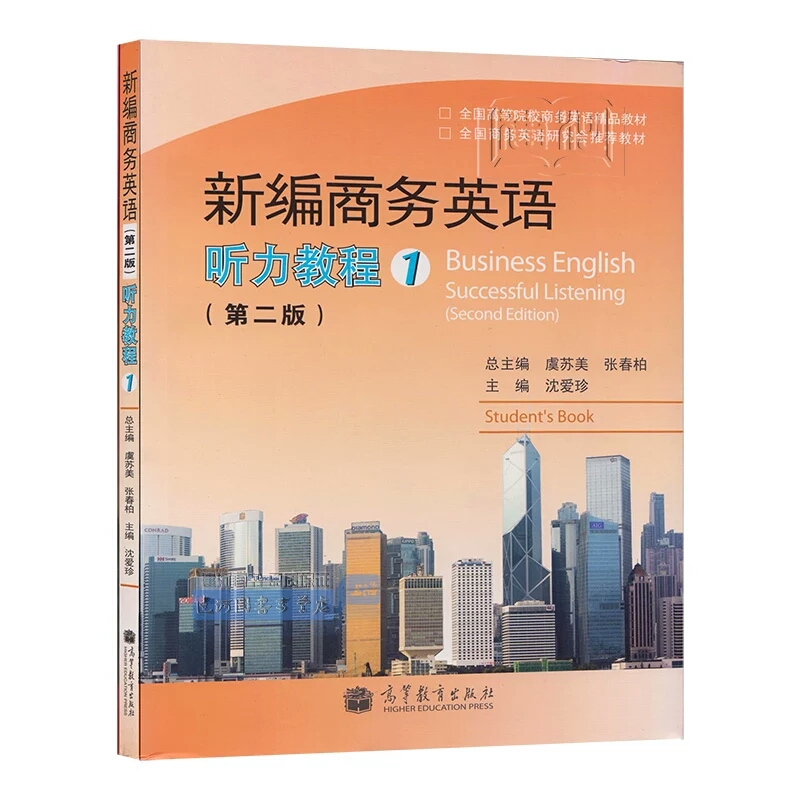 新编商务英语(第二版)听力教程1
总主编 虞苏美 张春柏 主编 沈爱珍
高等教育出版社
HIGHER EDUCATION PRESS
□ 全国高等院校商务英语精品教材
□ 全国商务英语研究会推荐教材
新编商务英语
听力教程 1
(第二版)
Business English
Successful Listening
(Second Edition)
总主编 虞苏美 张春柏
主 编 沈爱珍
Student's Book
CONRAD
DIAMOND
高等教育出版社
HIGHER EDUCATION PRESS